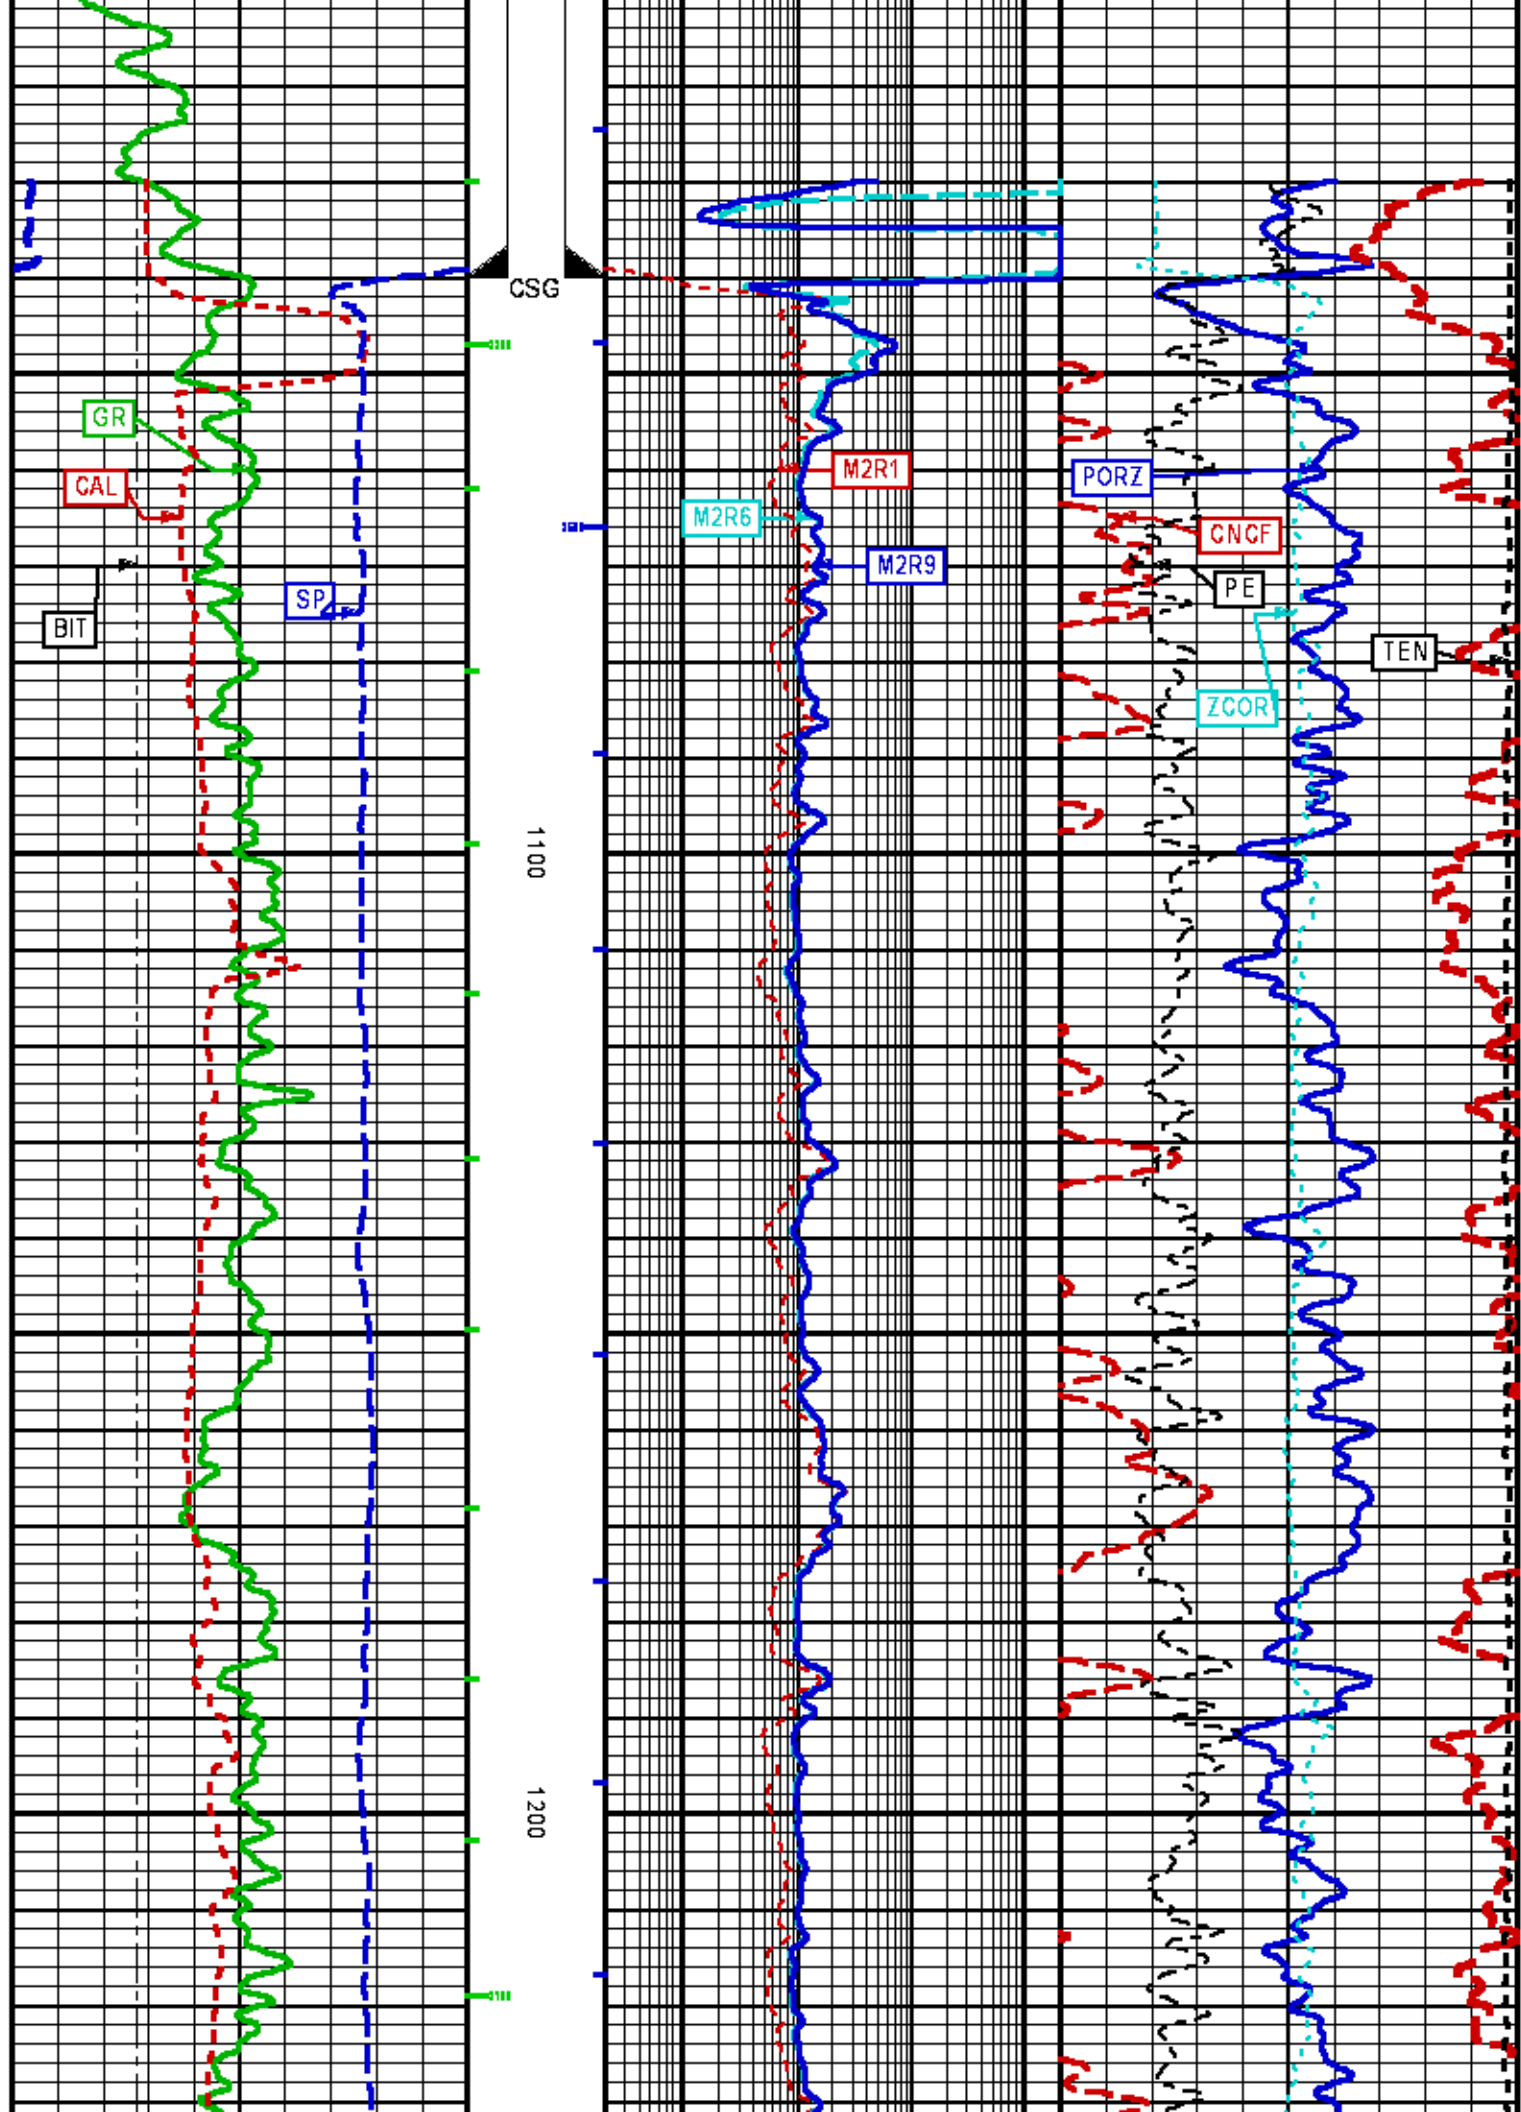 CSG
GR
M2R1
PORZ
CAL
M2R6
CNCF
M2R9
PE
SP
BIT
TEN
ZCOR
1100
1200